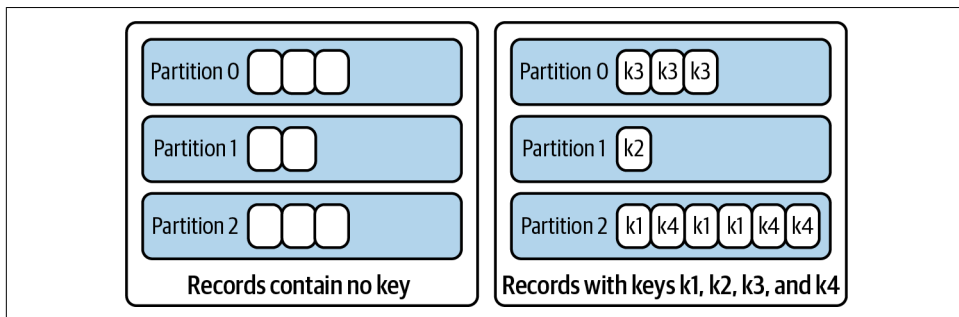 Partition 0
Partition 1
Partition 2
Records contain no key
Partition 0 k3 k3 k3
Partition 1 k2
Partition 2 k1 k4 k1 k1 k4 k4
Records with keys k1, k2, k3, and k4